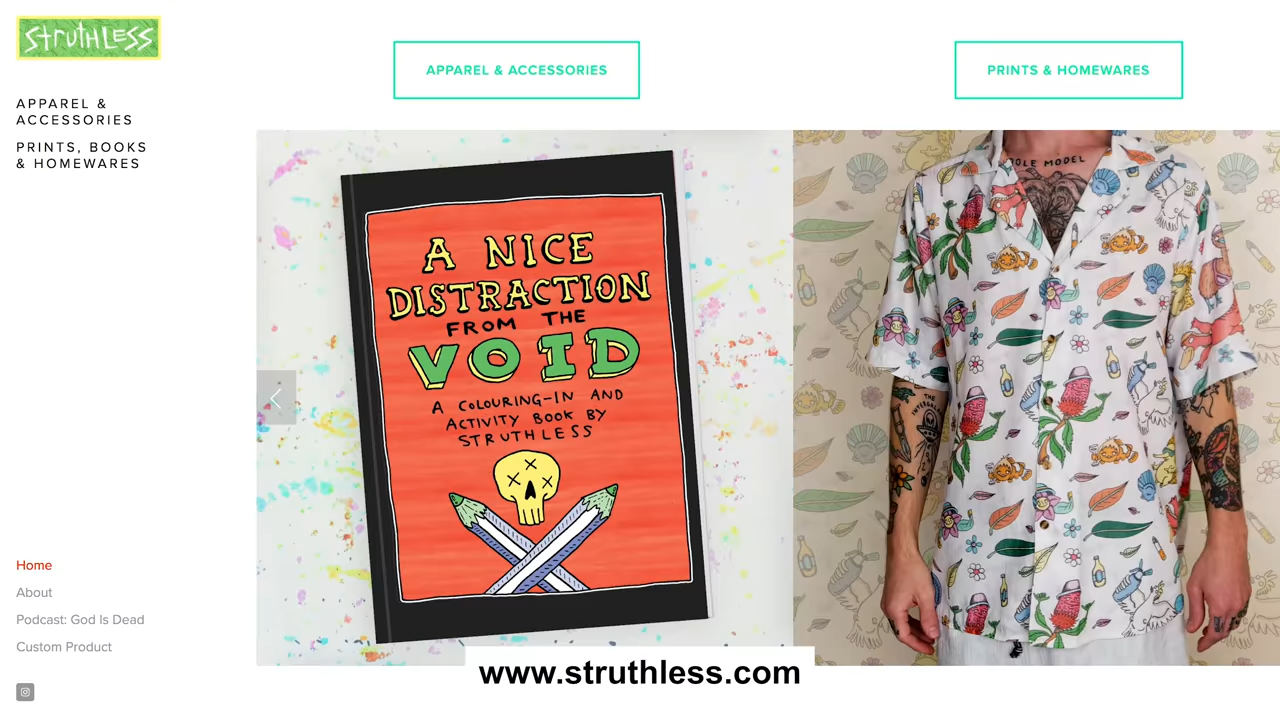 STRUTHLESS
APPAREL &
ACCESSORIES
PRINTS, BOOKS
& HOMEWARES
Home
About
Podcast: God Is Dead
Custom Product
APPAREL & ACCESSORIES
PRINTS & HOMEWARES
A NICE
DISTRACTION
FROM THE
VOID
A COLOURING-IN AND
ACTIVITY BOOK BY
STRUTHLESS
ROLE MODEL
THE
www.struthless.com